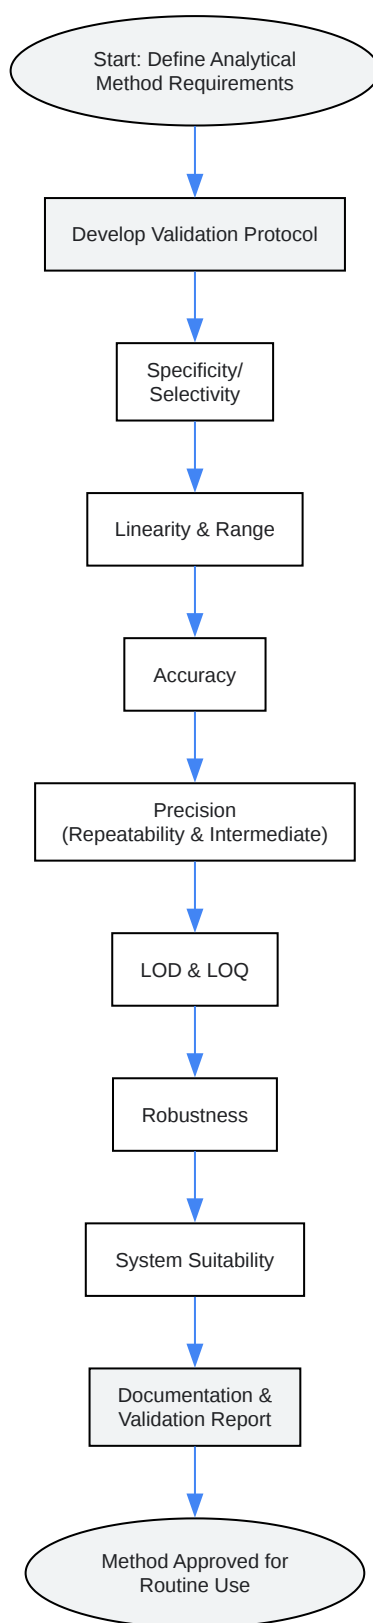 Start: Define Analytical
Method Requirements
Develop Validation Protocol
Specificity/
Selectivity
Linearity & Range
Accuracy
Precision
(Repeatability & Intermediate)
LOD & LOQ
Robustness
System Suitability
Documentation &
Validation Report
Method Approved for
Routine Use